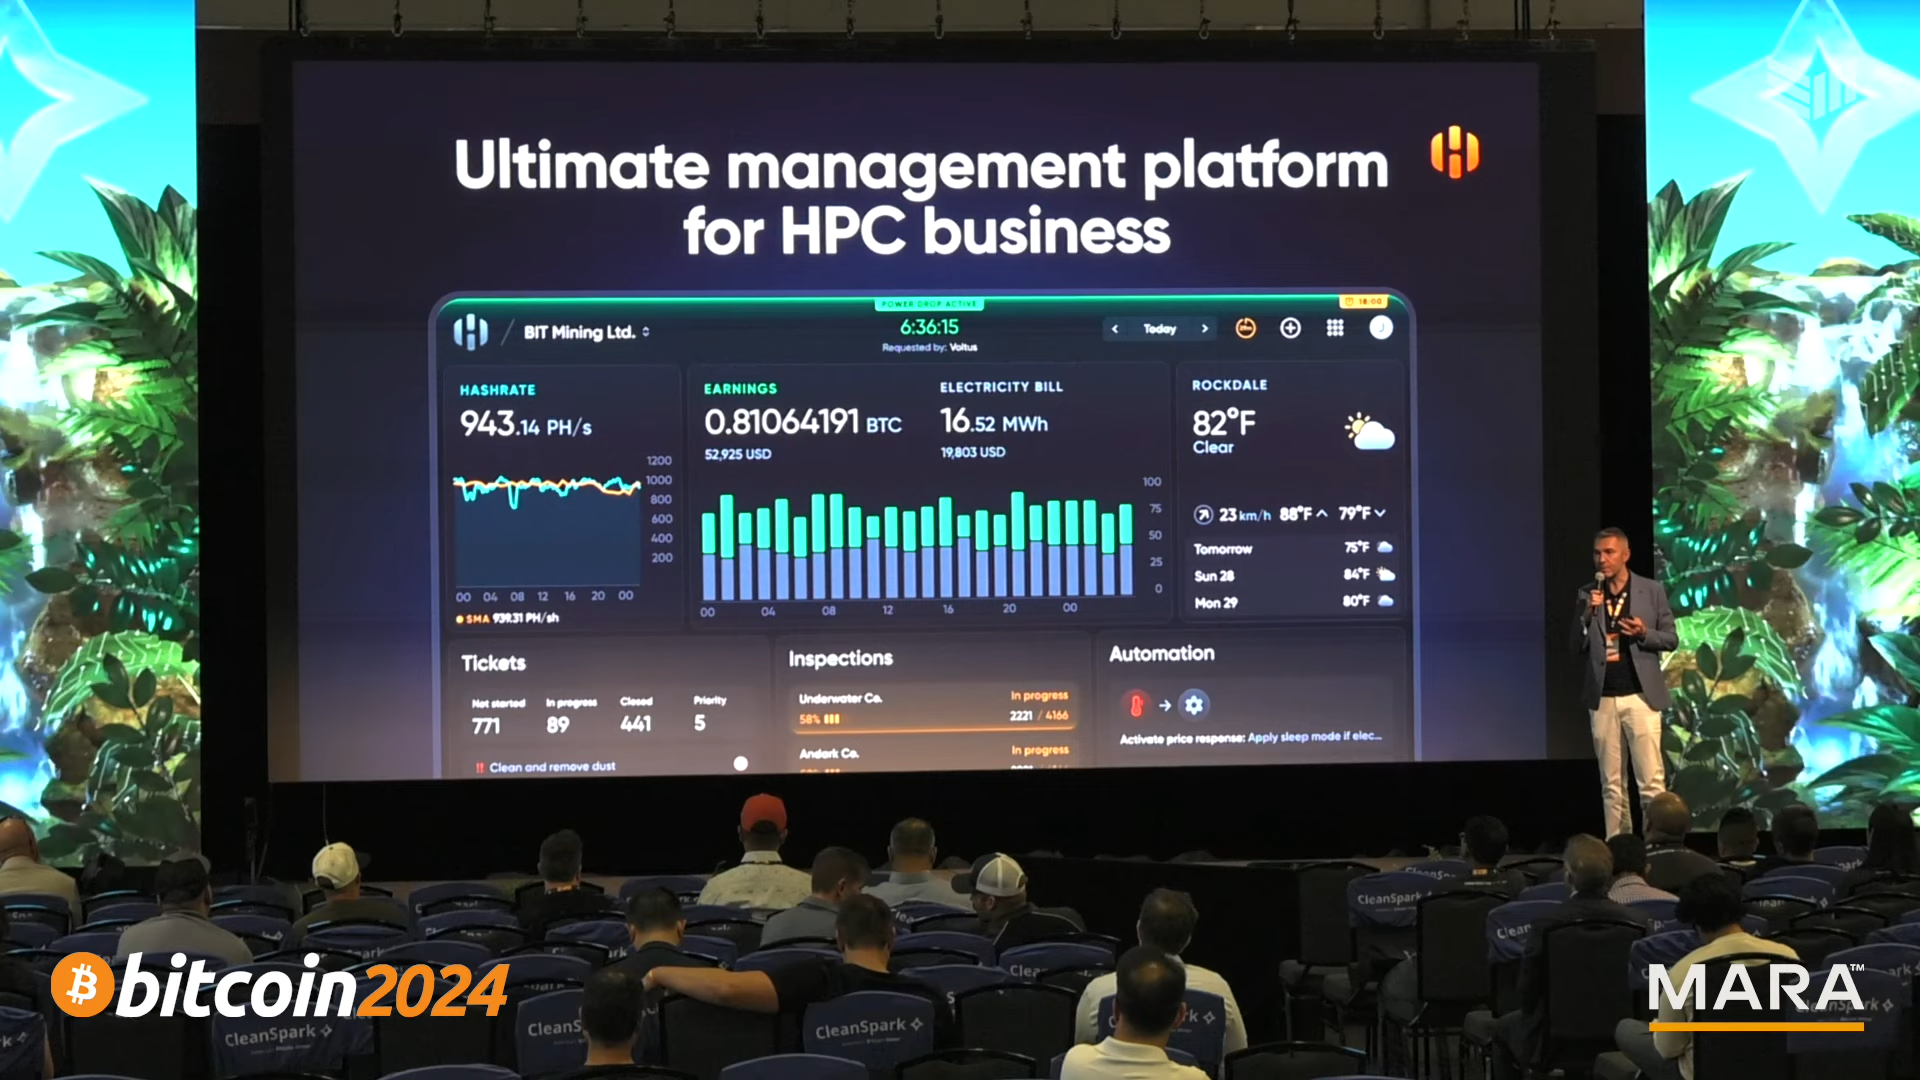 Ultimate management platform
for HPC business
POWER DROP ACTIVE
18:00
BIT Mining Ltd.
6:36:15
Requested by: Voltus
Today
HASHRATE
943.14 PH/s
1200
1000
800
600
400
200
00 04 08 12 16 20 00
SMA 939.31 PH/sh
EARNINGS
0.81064191 BTC
52,925 USD
ELECTRICITY BILL
16.52 MWh
19,803 USD
100
75
50
25
0
00 04 08 12 16 20 00
ROCKDALE
82°F
Clear
23 km/h 88°F 79°F
Tomorrow 75°F
Sun 28 84°F
Mon 29 80°F
Tickets
Not started In progress Closed Priority
771 89 441 5
!! Clean and remove dust
Inspections
Underwater Co. In progress
58% 2221 / 4166
Andark Co. In progress
Automation
Activate price response: Apply sleep mode if elec...
CleanSpark
CleanSpark
CleanSpark
CleanSpark
bitcoin2024
MARA™